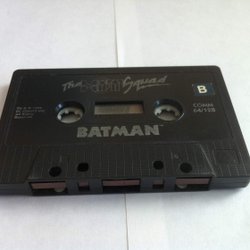 The Hit Squad
B
COMM
64/128
BATMAN